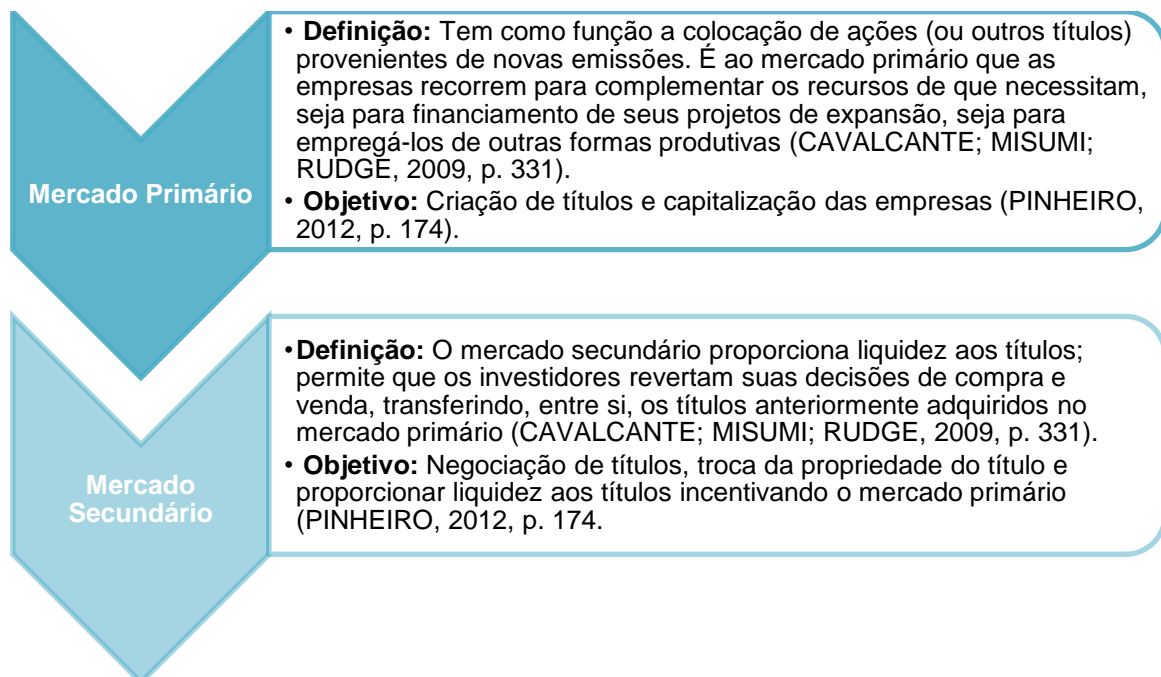 Mercado Primário
• Definição: Tem como função a colocação de ações (ou outros títulos)
provenientes de novas emissões. É ao mercado primário que as
empresas recorrem para complementar os recursos de que necessitam,
seja para financiamento de seus projetos de expansão, seja para
empregá-los de outras formas produtivas (CAVALCANTE; MISUMI;
RUDGE, 2009, p. 331).
• Objetivo: Criação de títulos e capitalização das empresas (PINHEIRO,
2012, p. 174).
Mercado
Secundário
•Definição: O mercado secundário proporciona liquidez aos títulos;
permite que os investidores revertam suas decisões de compra e
venda, transferindo, entre si, os títulos anteriormente adquiridos no
mercado primário (CAVALCANTE; MISUMI; RUDGE, 2009, p. 331).
• Objetivo: Negociação de títulos, troca da propriedade do título e
proporcionar liquidez aos títulos incentivando o mercado primário
(PINHEIRO, 2012, p. 174.